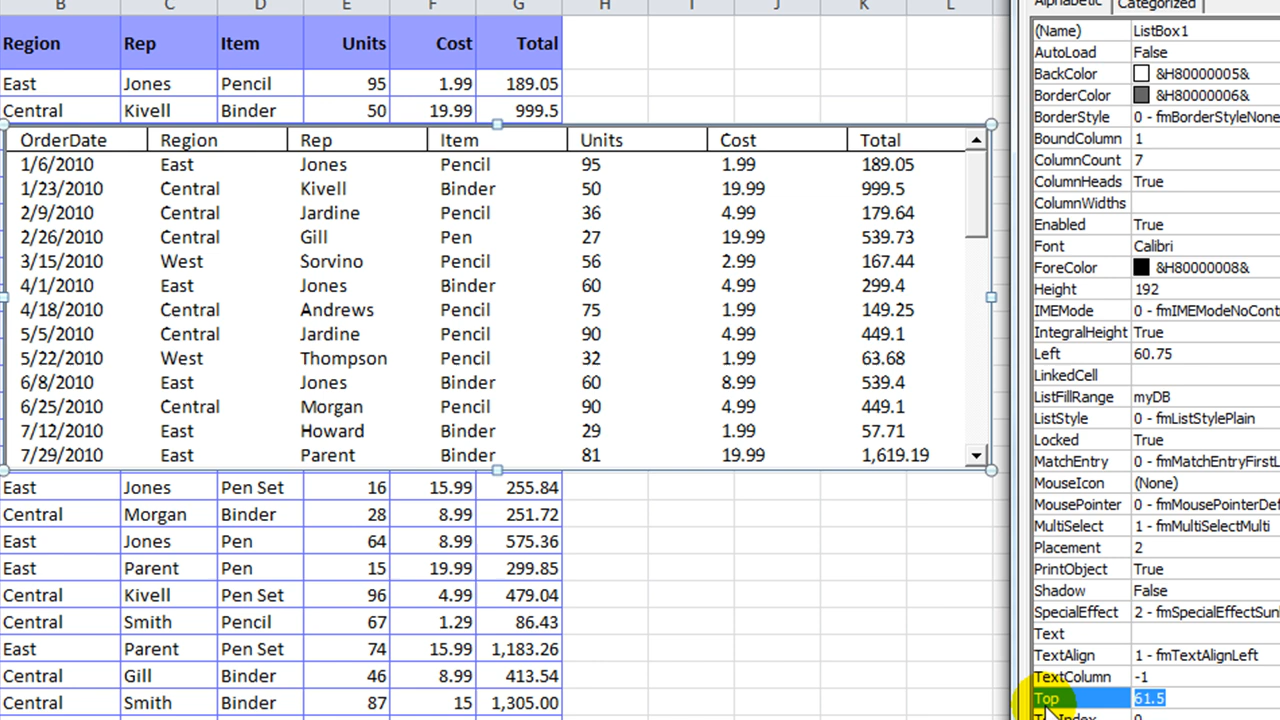 B C D E F G H I J K L
Region Rep Item Units Cost Total
East Jones Pencil 95 1.99 189.05
Central Kivell Binder 50 19.99 999.5
OrderDate Region Rep Item Units Cost Total
1/6/2010 East Jones Pencil 95 1.99 189.05
1/23/2010 Central Kivell Binder 50 19.99 999.5
2/9/2010 Central Jardine Pencil 36 4.99 179.64
2/26/2010 Central Gill Pen 27 19.99 539.73
3/15/2010 West Sorvino Pencil 56 2.99 167.44
4/1/2010 East Jones Binder 60 4.99 299.4
4/18/2010 Central Andrews Pencil 75 1.99 149.25
5/5/2010 Central Jardine Pencil 90 4.99 449.1
5/22/2010 West Thompson Pencil 32 1.99 63.68
6/8/2010 East Jones Binder 60 8.99 539.4
6/25/2010 Central Morgan Pencil 90 4.99 449.1
7/12/2010 East Howard Binder 29 1.99 57.71
7/29/2010 East Parent Binder 81 19.99 1,619.19
East Jones Pen Set 16 15.99 255.84
Central Morgan Binder 28 8.99 251.72
East Jones Pen 64 8.99 575.36
East Parent Pen 15 19.99 299.85
Central Kivell Pen Set 96 4.99 479.04
Central Smith Pencil 67 1.29 86.43
East Parent Pen Set 74 15.99 1,183.26
Central Gill Binder 46 8.99 413.54
Central Smith Binder 87 15 1,305.00
Alphabetic Categorized
(Name) ListBox1
AutoLoad False
BackColor &H80000005&
BorderColor &H80000006&
BorderStyle 0 - fmBorderStyleNone
BoundColumn 1
ColumnCount 7
ColumnHeads True
ColumnWidths
Enabled True
Font Calibri
ForeColor &H80000008&
Height 192
IMEMode 0 - fmIMEModeNoCont
IntegralHeight True
Left 60.75
LinkedCell
ListFillRange myDB
ListStyle 0 - fmListStylePlain
Locked True
MatchEntry 0 - fmMatchEntryFirstL
MouseIcon (None)
MousePointer 0 - fmMousePointerDef
MultiSelect 1 - fmMultiSelectMulti
Placement 2
PrintObject True
Shadow False
SpecialEffect 2 - fmSpecialEffectSun
Text
TextAlign 1 - fmTextAlignLeft
TextColumn -1
Top 61.5